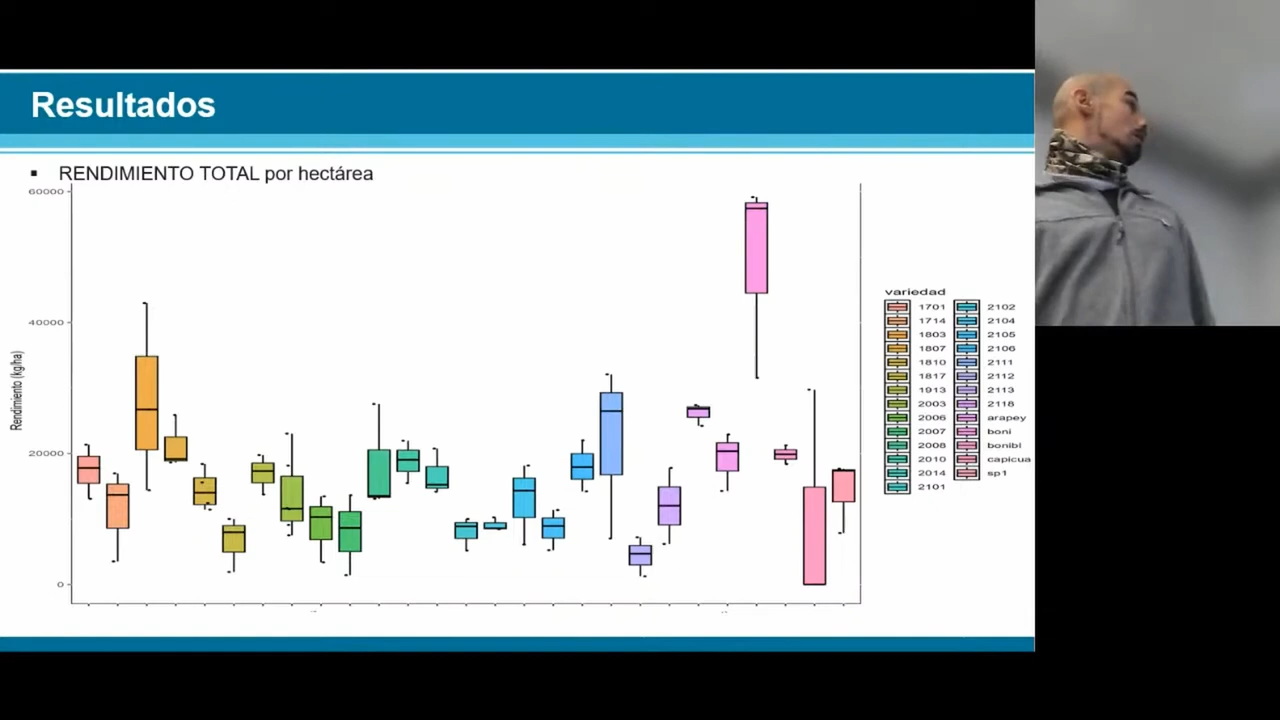 Resultados
▪ RENDIMIENTO TOTAL por hectárea
60000
40000
20000
0
Rendimiento (kg/ha)
variedad
1701
1714
1803
1807
1810
1817
1913
2003
2006
2007
2008
2010
2014
2101
2102
2104
2105
2106
2111
2112
2113
2118
arapey
boni
bonibl
capicua
sp1